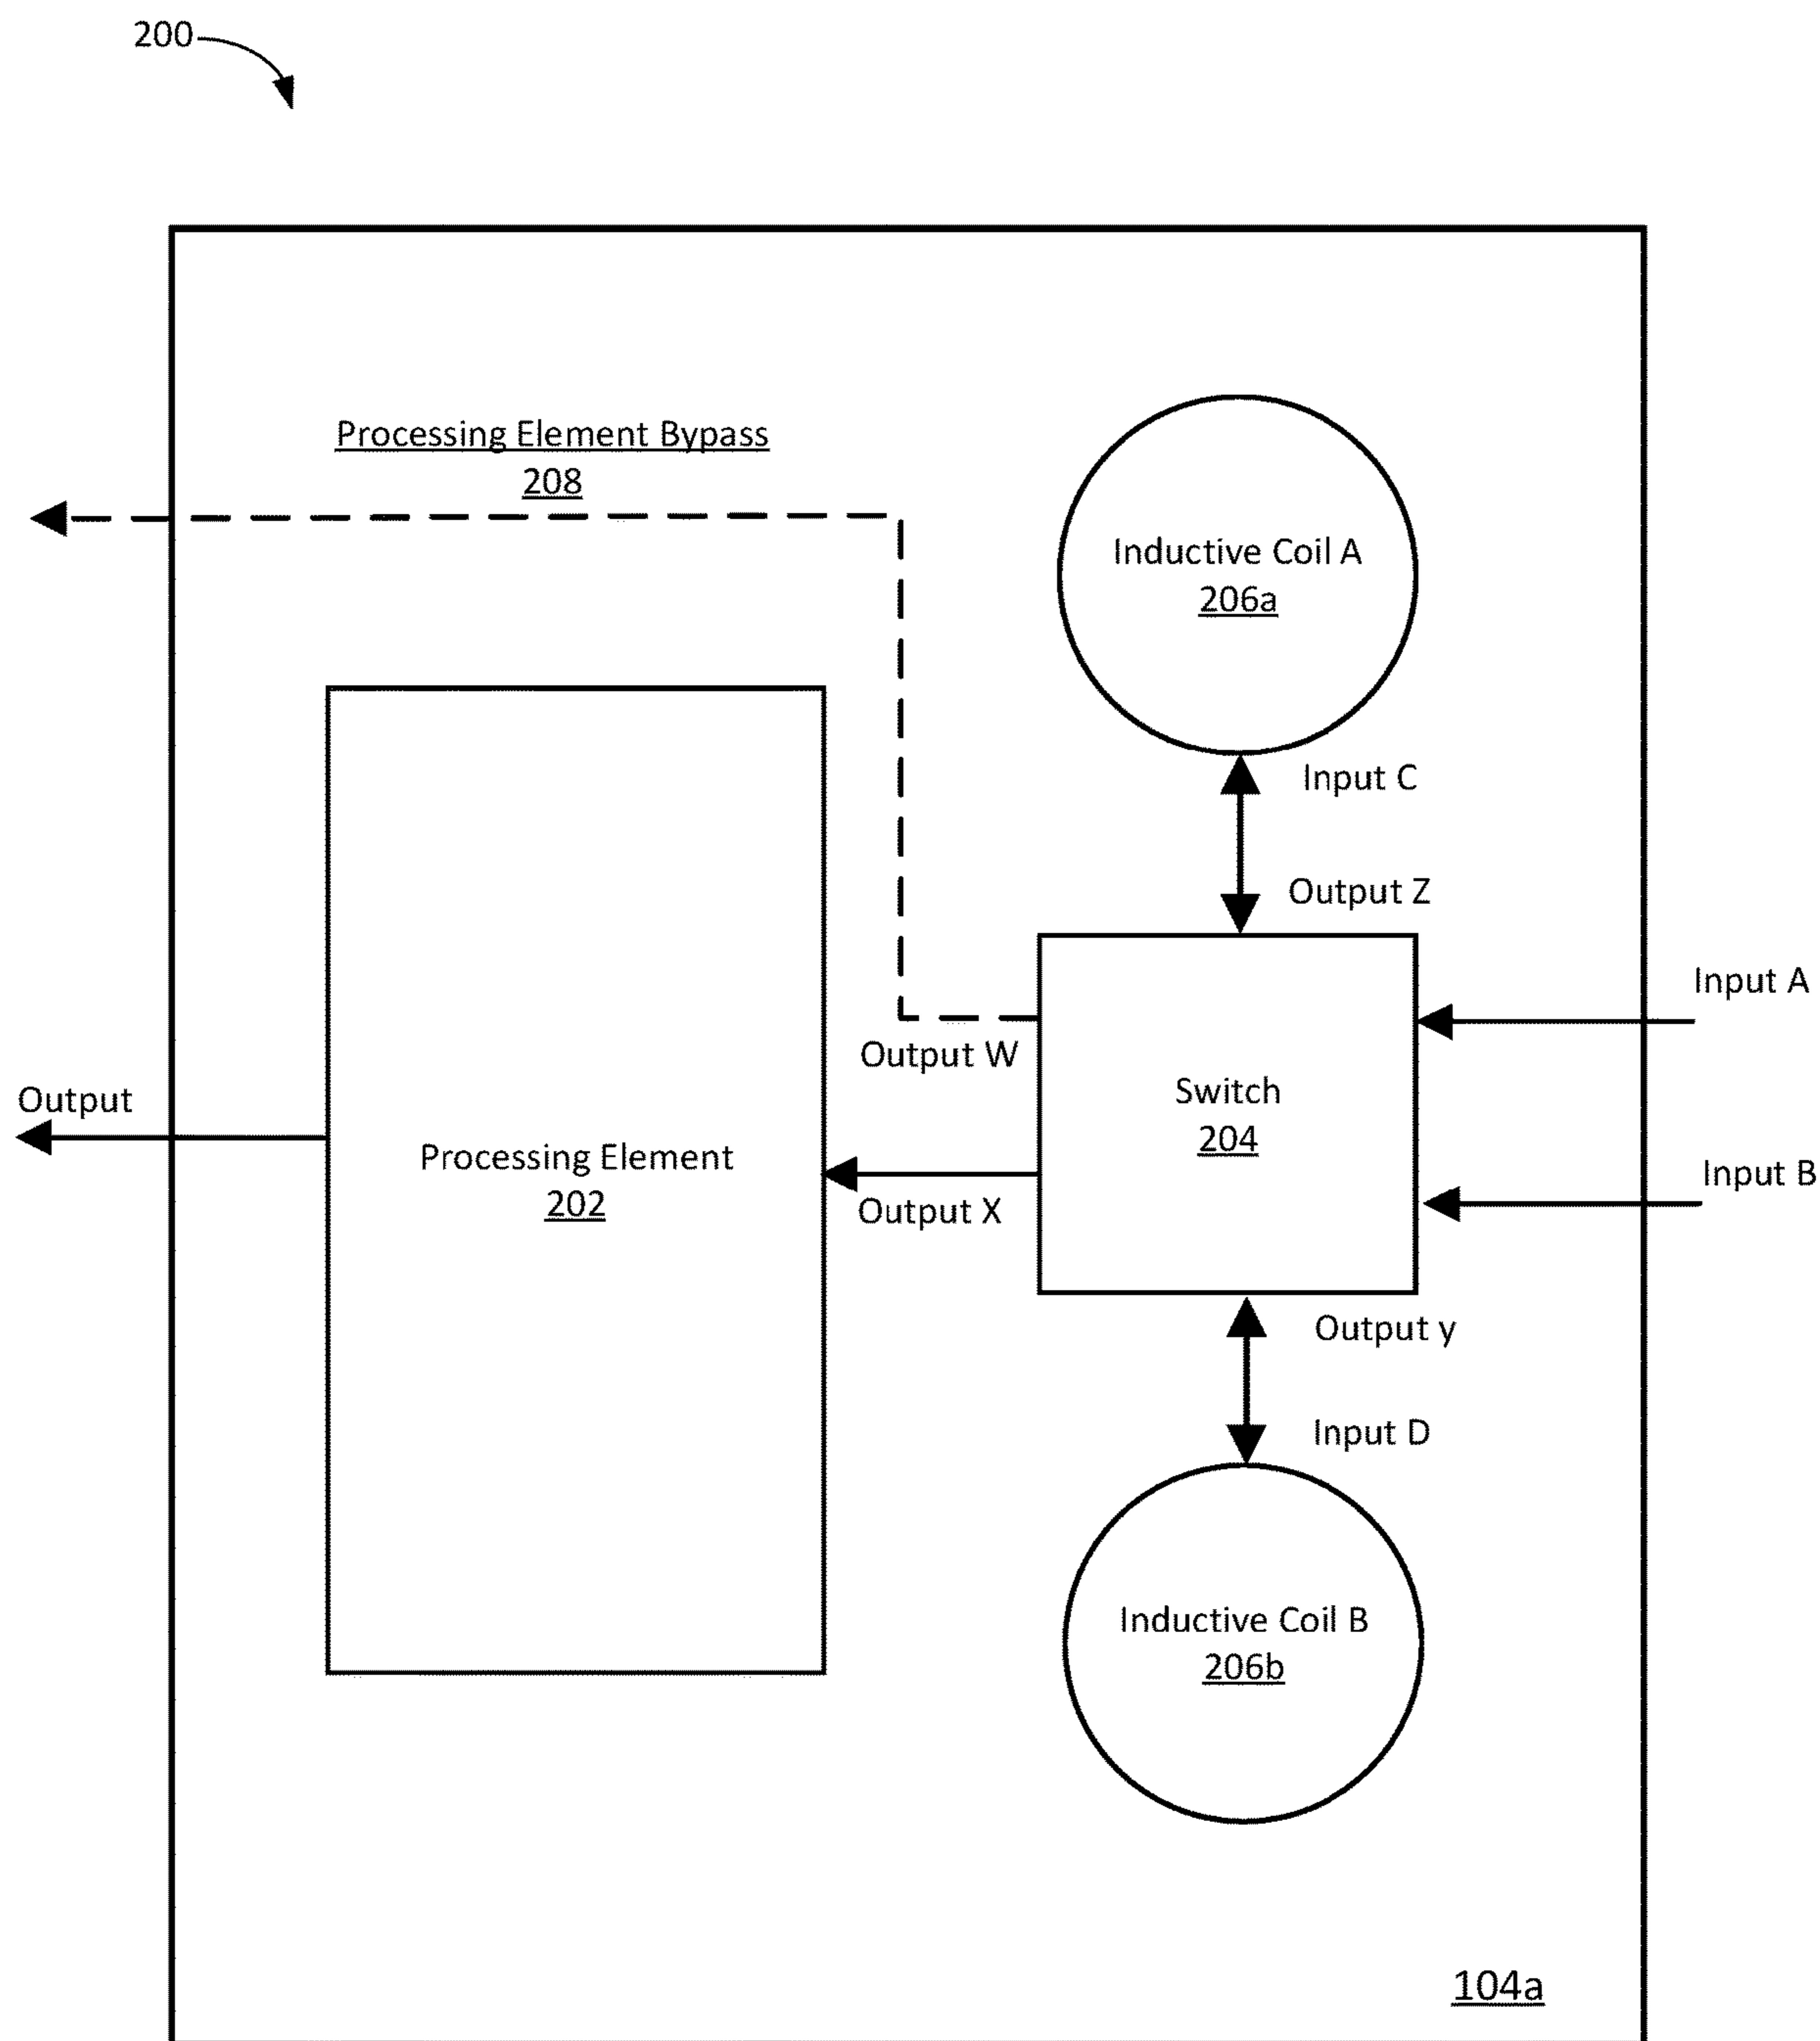 200
Processing Element Bypass
208
Inductive Coil A
206a
Input C
Output Z
Input A
Output W
Switch
204
Output
Processing Element
202
Output X
Input B
Output y
Input D
Inductive Coil B
206b
104a